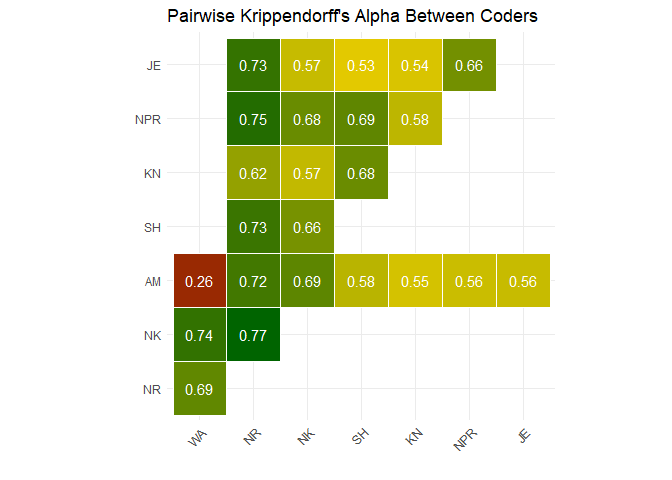 Pairwise Krippendorff's Alpha Between Coders
JE 0.73 0.57 0.53 0.54 0.66
NPR 0.75 0.68 0.69 0.58
KN 0.62 0.57 0.68
SH 0.73 0.66
AM 0.26 0.72 0.69 0.58 0.55 0.56 0.56
NK 0.74 0.77
NR 0.69
WA NR NK SH KN NPR JE